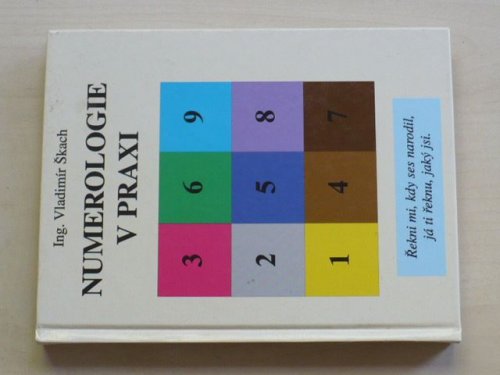 Ing. Vladimír Škach
NUMEROLOGIE
V PRAXI
3 6 9
2 5 8
1 4 7
Řekni mi, kdy ses narodil,
já ti řeknu, jaký jsi.